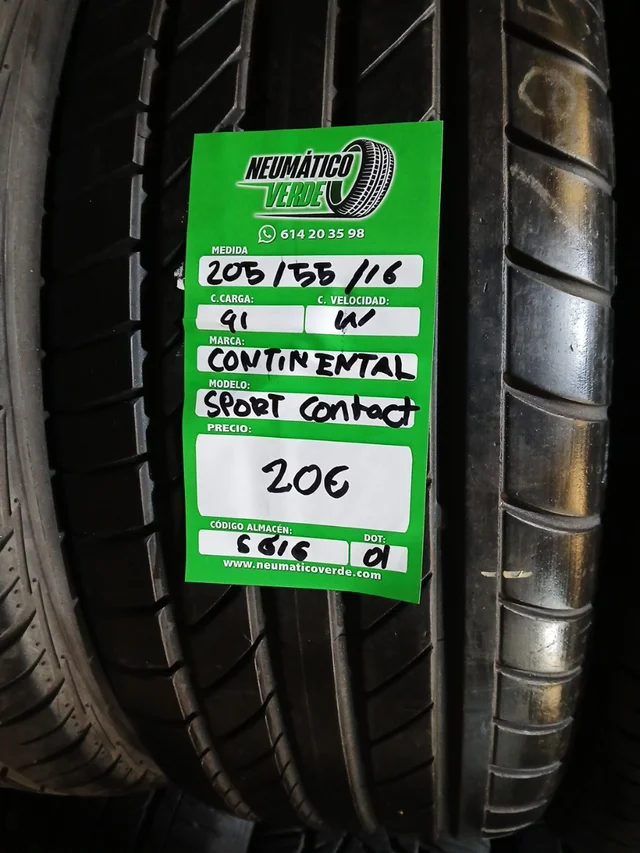 NEUMÁTICO
VERDE
614 20 35 98
MEDIDA
205/55/16
C.CARGA: C. VELOCIDAD:
91 W
MARCA:
CONTINENTAL
MODELO:
SPORT Contact
PRECIO:
20€
CÓDIGO ALMACÉN: DOT:
6616 01
www.neumaticoverde.com